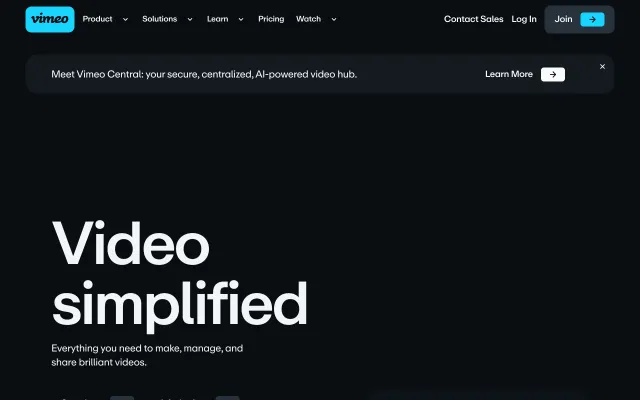 vimeo
Product
Solutions
Learn
Pricing
Watch
Contact Sales
Log In
Join
Meet Vimeo Central: your secure, centralized, AI-powered video hub.
Learn More
Video
simplified
Everything you need to make, manage, and
share brilliant videos.